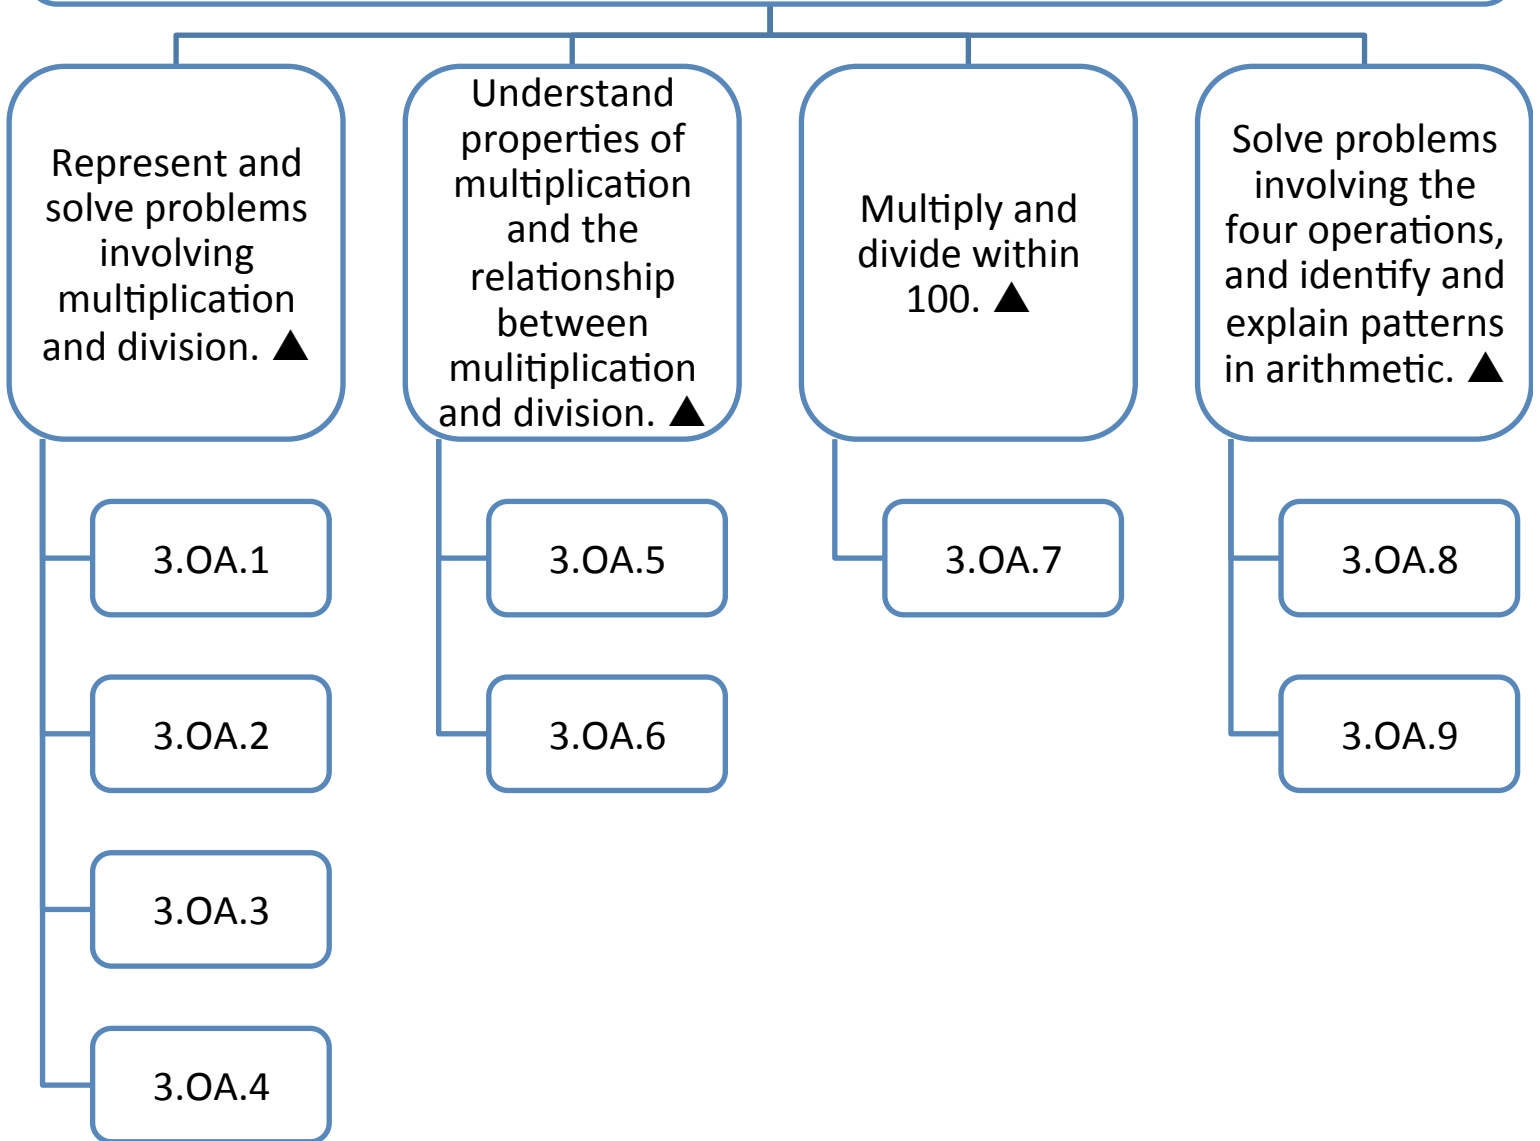 Represent and
solve problems
involving
multiplication
and division. ▲
Understand
properties of
multiplication
and the
relationship
between
mulitiplication
and division. ▲
Multiply and
divide within
100. ▲
Solve problems
involving the
four operations,
and identify and
explain patterns
in arithmetic. ▲
3.OA.1
3.OA.2
3.OA.3
3.OA.4
3.OA.5
3.OA.6
3.OA.7
3.OA.8
3.OA.9